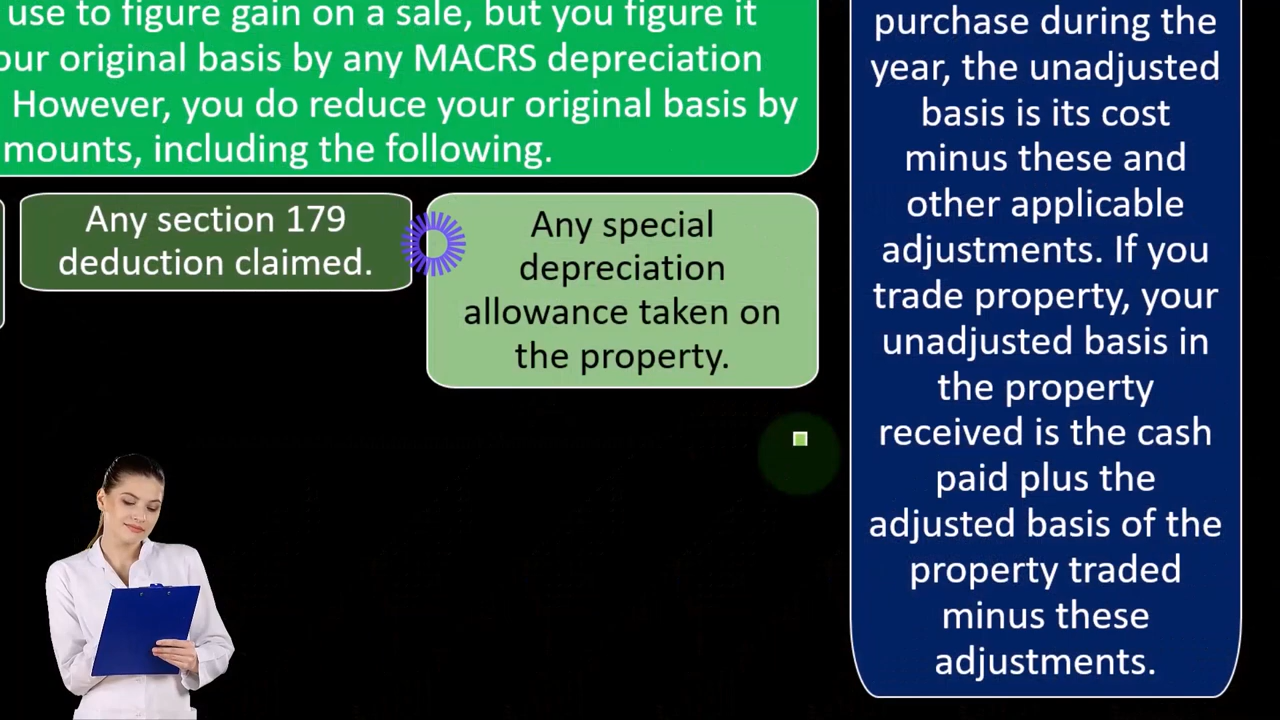 use to figure gain on a sale, but you figure it
our original basis by any MACRS depreciation
However, you do reduce your original basis by
mounts, including the following.
Any section 179
deduction claimed.
Any special
depreciation
allowance taken on
the property.
purchase during the
year, the unadjusted
basis is its cost
minus these and
other applicable
adjustments. If you
trade property, your
unadjusted basis in
the property
received is the cash
paid plus the
adjusted basis of the
property traded
minus these
adjustments.